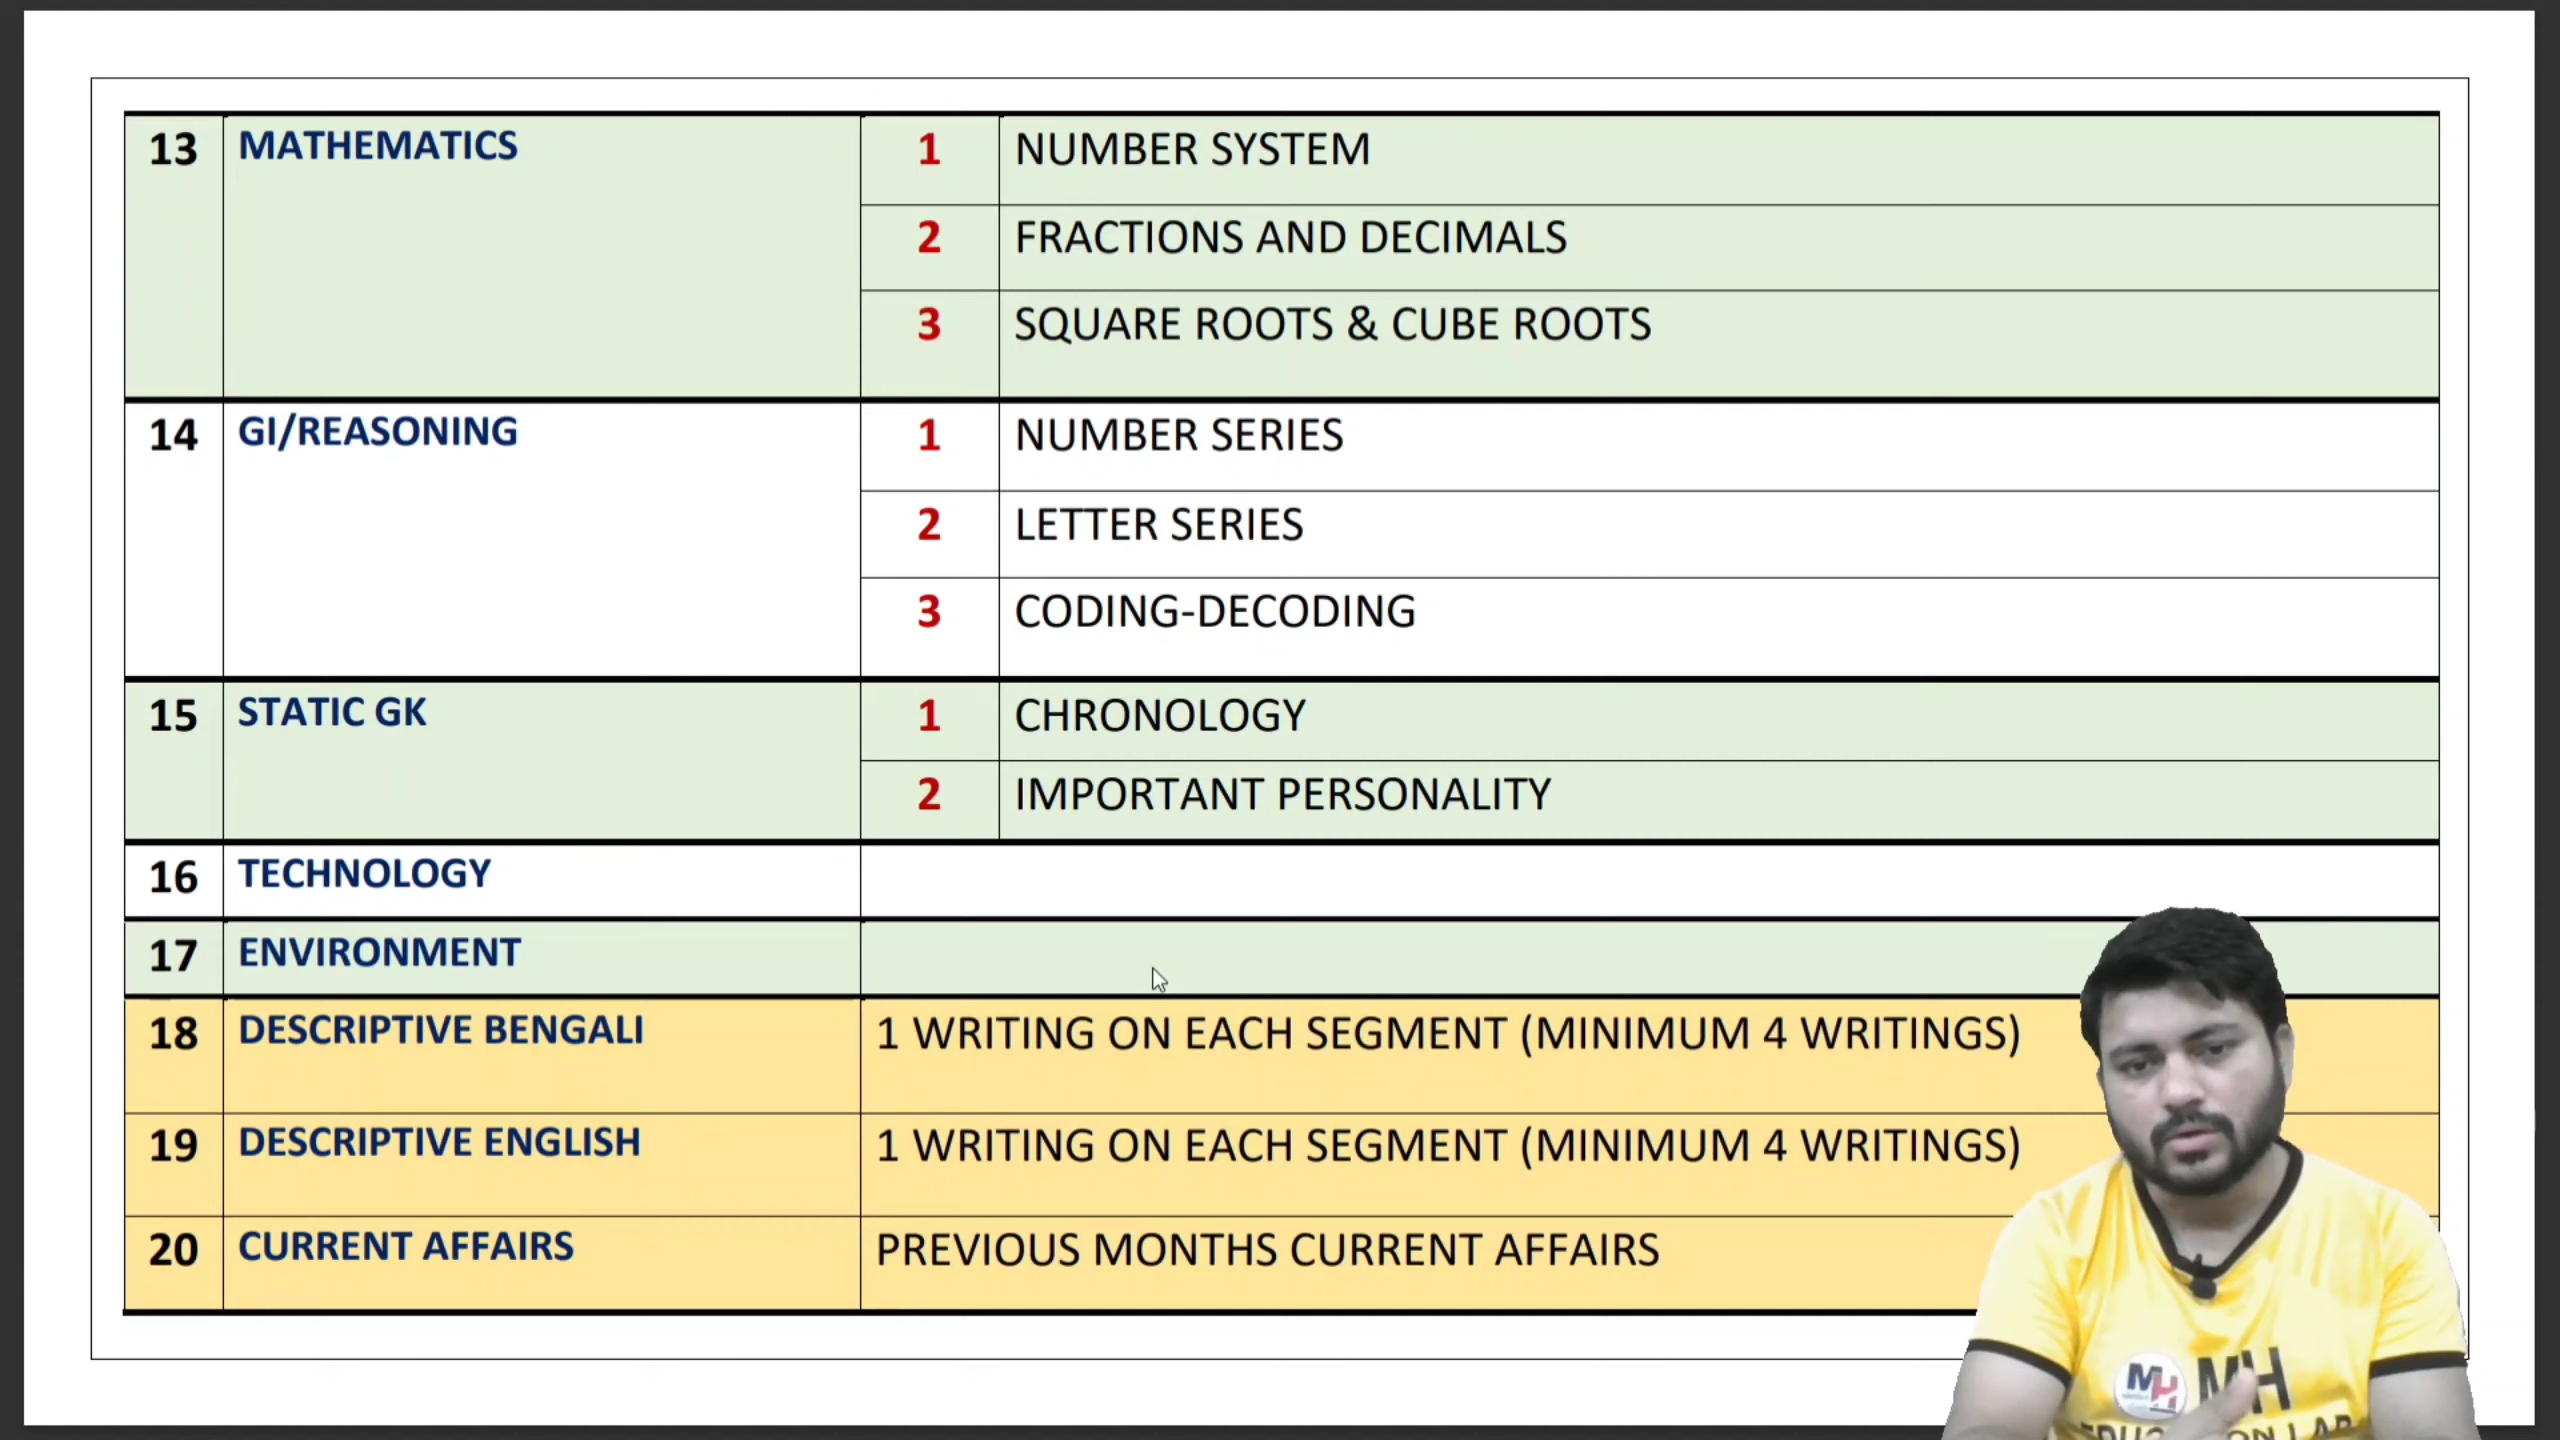 13 MATHEMATICS 1 NUMBER SYSTEM
2 FRACTIONS AND DECIMALS
3 SQUARE ROOTS & CUBE ROOTS
14 GI/REASONING 1 NUMBER SERIES
2 LETTER SERIES
3 CODING-DECODING
15 STATIC GK 1 CHRONOLOGY
2 IMPORTANT PERSONALITY
16 TECHNOLOGY
17 ENVIRONMENT
18 DESCRIPTIVE BENGALI 1 WRITING ON EACH SEGMENT (MINIMUM 4 WRITINGS)
19 DESCRIPTIVE ENGLISH 1 WRITING ON EACH SEGMENT (MINIMUM 4 WRITINGS)
20 CURRENT AFFAIRS PREVIOUS MONTHS CURRENT AFFAIRS
MH MH